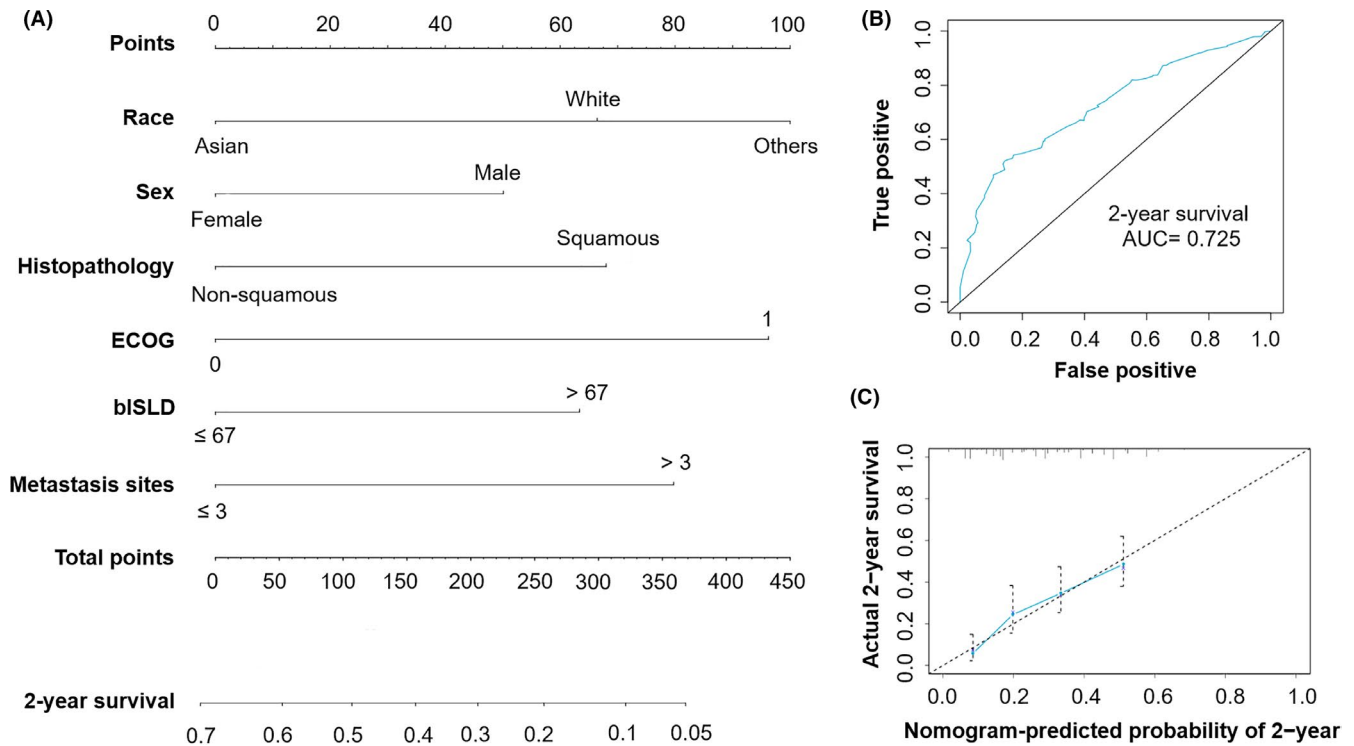 (A)
Points
0 20 40 60 80 100
Race
White
Asian
Others
Sex
Male
Female
Histopathology
Squamous
Non-squamous
ECOG
1
0
blSLD
> 67
≤ 67
Metastasis sites
> 3
≤ 3
Total points
0 50 100 150 200 250 300 350 400 450
2-year survival
0.7 0.6 0.5 0.4 0.3 0.2 0.1 0.05
(B)
True positive
0.0 0.2 0.4 0.6 0.8 1.0
2-year survival
AUC= 0.725
0.0 0.2 0.4 0.6 0.8 1.0
False positive
(C)
Actual 2−year survival
0.0 0.2 0.4 0.6 0.8 1.0
0.0 0.2 0.4 0.6 0.8 1.0
Nomogram-predicted probability of 2−year